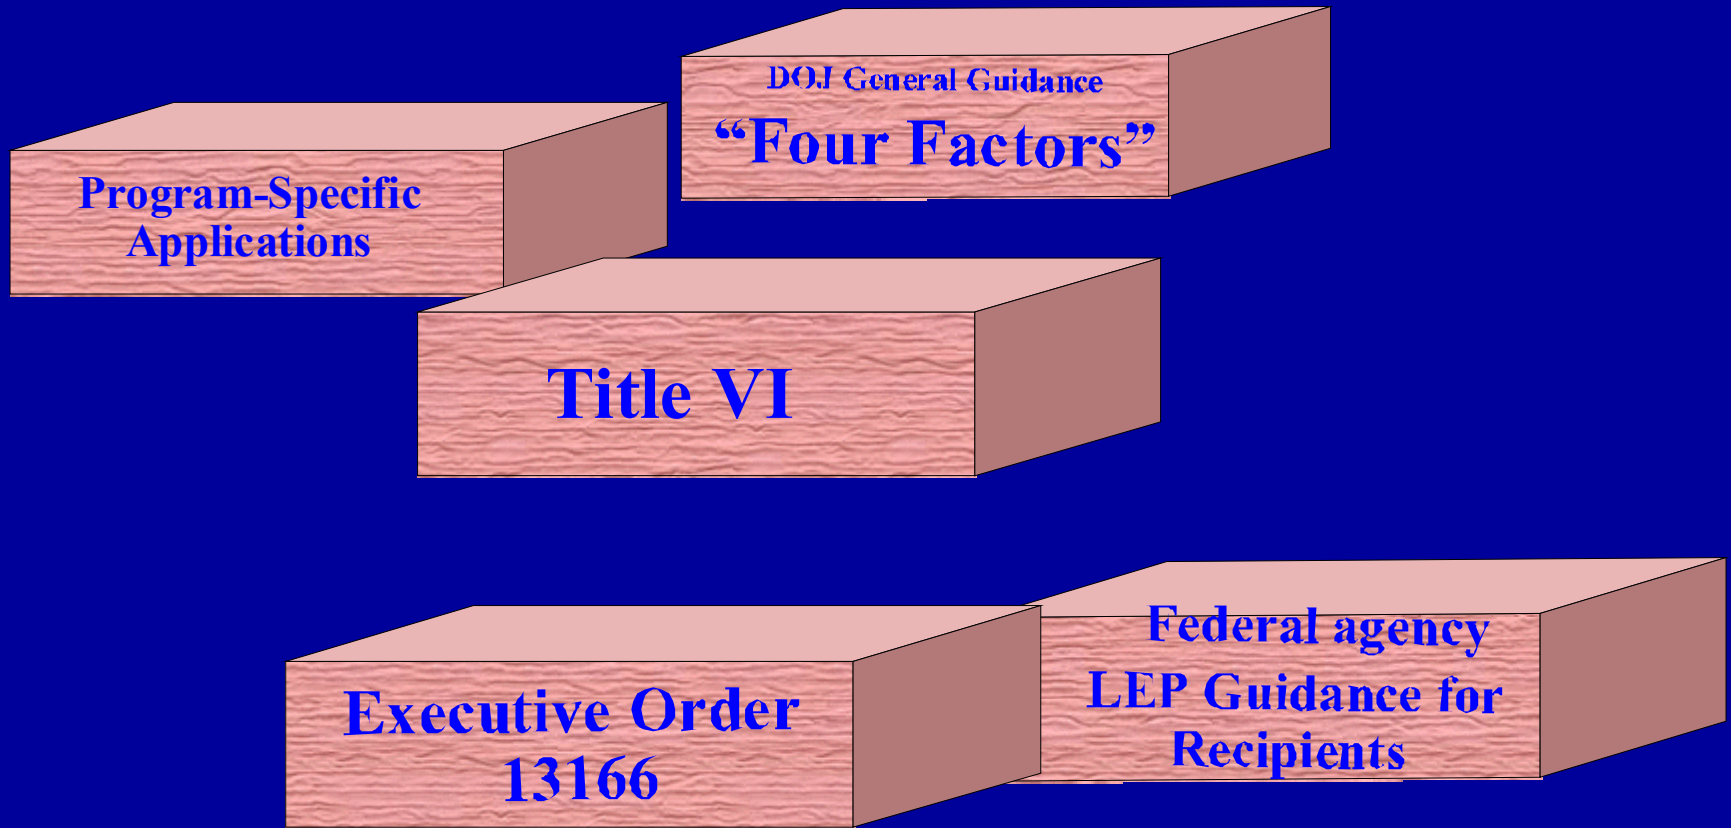 DOJ General Guidance
“Four Factors”
Program-Specific
Applications
Title VI
Federal agency
LEP Guidance for
Recipients
Executive Order
13166